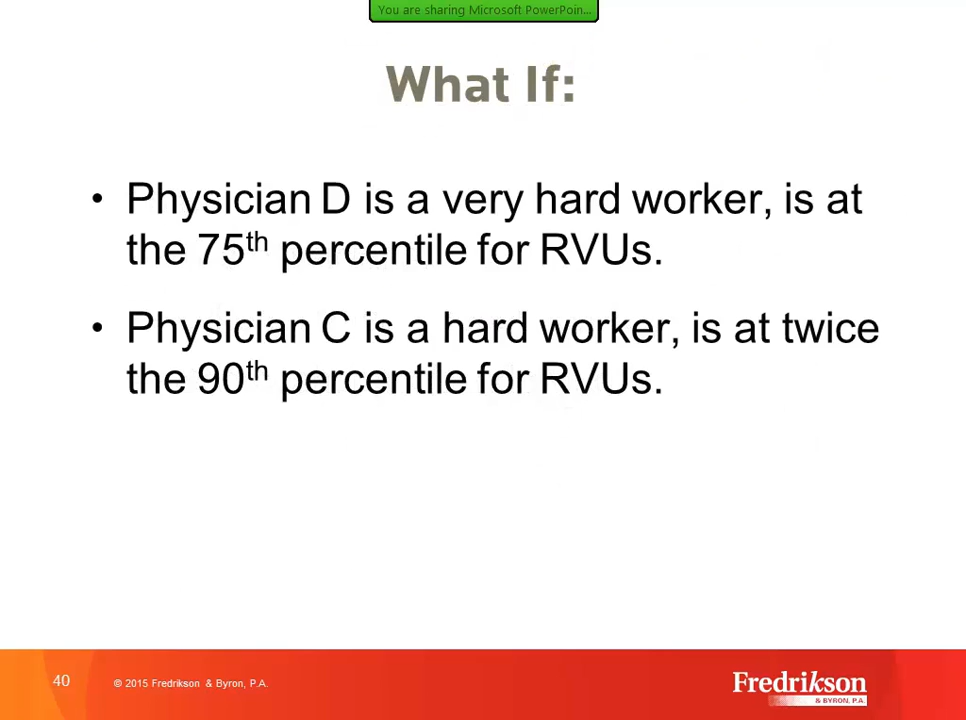 You are sharing Microsoft PowerPoin...
What If:
• Physician D is a very hard worker, is at
the 75th percentile for RVUs.
• Physician C is a hard worker, is at twice
the 90th percentile for RVUs.
40
© 2015 Fredrikson & Byron, P.A.
Fredrikson
& BYRON, P.A.